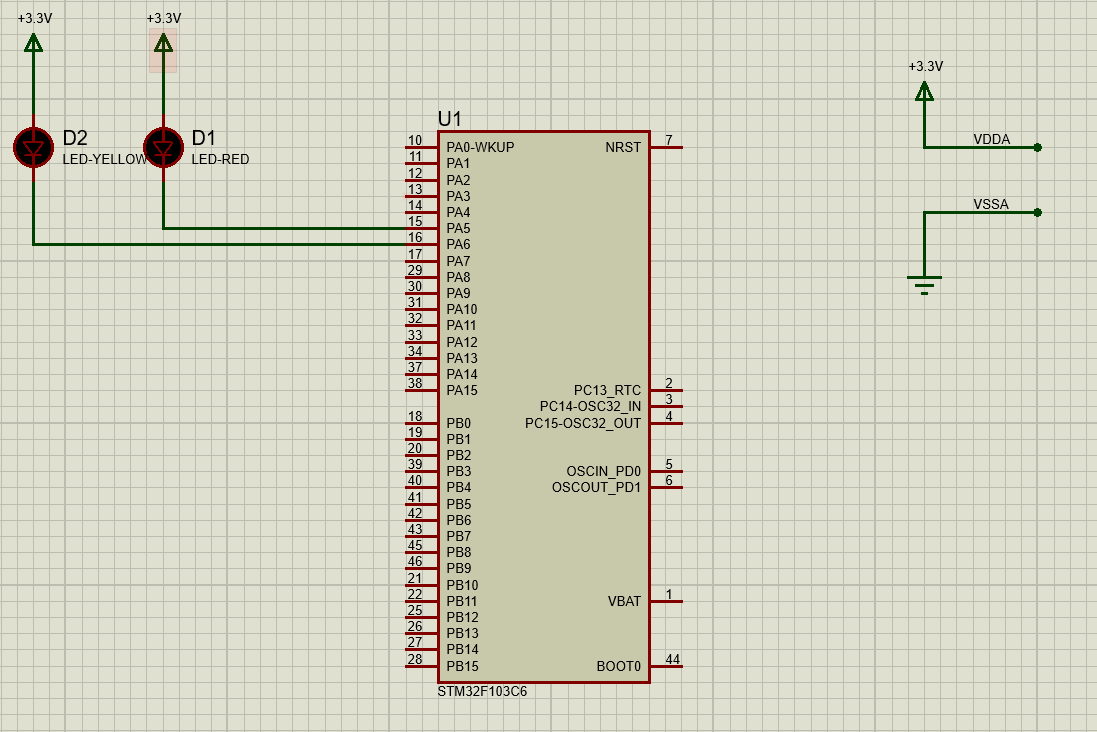 +3.3V
+3.3V
D2
LED-YELLOW
D1
LED-RED
+3.3V
VDDA
VSSA
U1
10 PA0-WKUP
11 PA1
12 PA2
13 PA3
14 PA4
15 PA5
16 PA6
17 PA7
29 PA8
30 PA9
31 PA10
32 PA11
33 PA12
34 PA13
37 PA14
38 PA15
18 PB0
19 PB1
20 PB2
39 PB3
40 PB4
41 PB5
42 PB6
43 PB7
45 PB8
46 PB9
21 PB10
22 PB11
25 PB12
26 PB13
27 PB14
28 PB15
NRST 7
PC13_RTC 2
PC14-OSC32_IN 3
PC15-OSC32_OUT 4
OSCIN_PD0 5
OSCOUT_PD1 6
VBAT 1
BOOT0 44
STM32F103C6